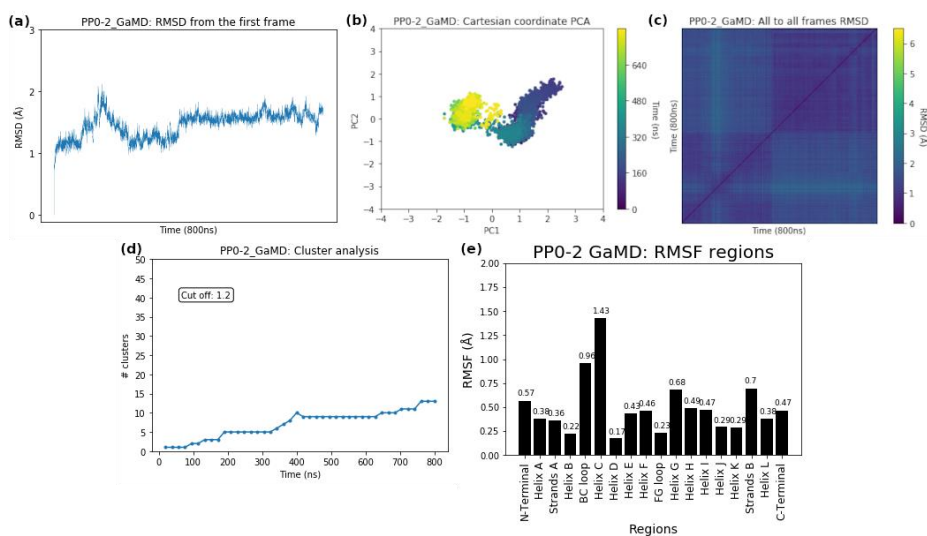 (a)
PP0-2_GaMD: RMSD from the first frame
3
2
1
0
RMSD (Å)
Time (800ns)
(b)
PP0-2_GaMD: Cartesian coordinate PCA
4
3
2
1
0
−1
−2
−3
−4
PC2
−4 −3 −2 −1 0 1 2 3 4
PC1
640
480
320
160
0
Time (ns)
(c)
PP0-2_GaMD: All to all frames RMSD
Time (800ns)
Time (800ns)
6
5
4
3
2
1
0
RMSD (Å)
(d)
PP0-2_GaMD: Cluster analysis
50
45
40
35
30
25
20
15
10
5
0
# clusters
Cut off: 1.2
0 100 200 300 400 500 600 700 800
Time (ns)
(e)
PP0-2 GaMD: RMSF regions
2.00
1.75
1.50
1.25
1.00
0.75
0.50
0.25
0.00
RMSF (Å)
0.57 0.38 0.36 0.22 0.96 1.43 0.17 0.43 0.46 0.23 0.68 0.49 0.47 0.29 0.29 0.7 0.38 0.47
N-Terminal
Helix A
Strands A
Helix B
BC loop
Helix C
Helix D
Helix E
Helix F
FG loop
Helix G
Helix H
Helix I
Helix J
Helix K
Strands B
Helix L
C-Terminal
Regions